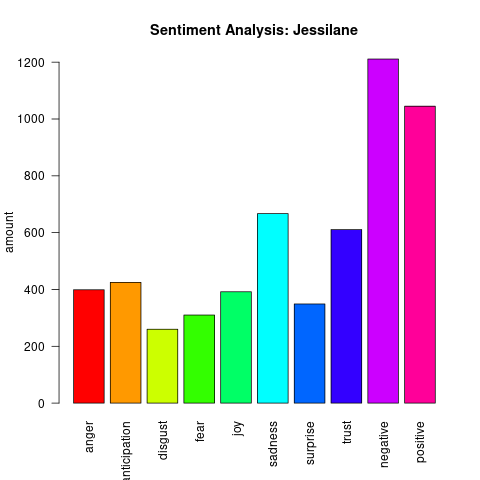 Sentiment Analysis: Jessilane
amount
1200
1000
800
600
400
200
0
anger
nticipation
disgust
fear
joy
sadness
surprise
trust
negative
positive